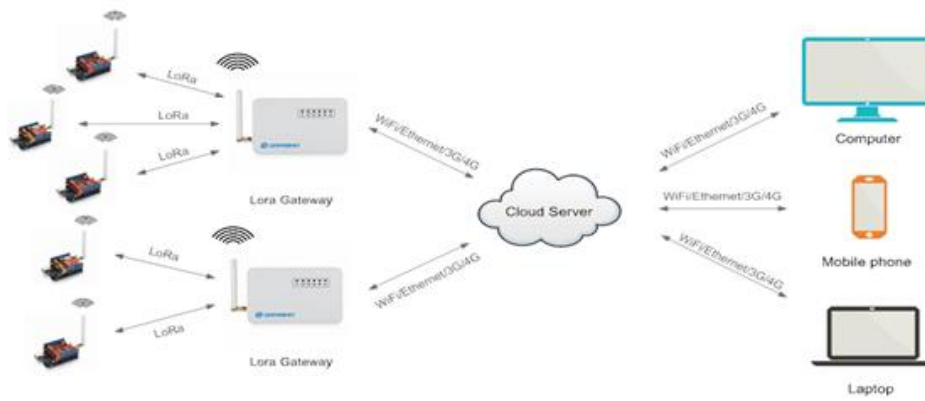 LoRa
LoRa
LoRa
Lora Gateway
LoRa
LoRa
Lora Gateway
WiFi/Ethernet/3G/4G
WiFi/Ethernet/3G/4G
Cloud Server
WiFi/Ethernet/3G/4G
WiFi/Ethernet/3G/4G
WiFi/Ethernet/3G/4G
Computer
Mobile phone
Laptop